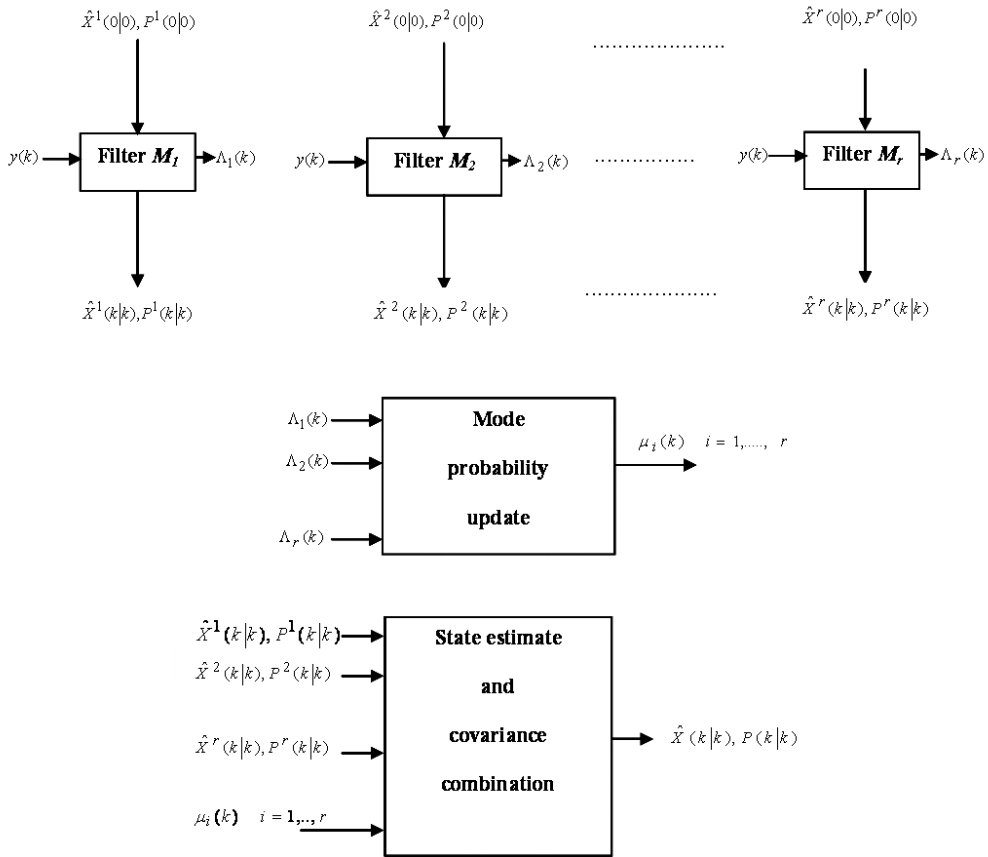 X̂¹(0|0), P¹(0|0)
X̂²(0|0), P²(0|0)
X̂ʳ(0|0), Pʳ(0|0)
....................
y(k)
Filter M₁
Λ₁(k)
y(k)
Filter M₂
Λ₂(k)
...............
y(k)
Filter Mᵣ
Λᵣ(k)
X̂¹(k|k), P¹(k|k)
X̂²(k|k), P²(k|k)
....................
X̂ʳ(k|k), Pʳ(k|k)
Λ₁(k)
Λ₂(k)
Λᵣ(k)
Mode
probability
update
μᵢ(k) i = 1,....., r
X̂¹(k|k), P¹(k|k)
X̂²(k|k), P²(k|k)
X̂ʳ(k|k), Pʳ(k|k)
μᵢ(k) i = 1,.., r
State estimate
and
covariance
combination
X̂(k|k), P(k|k)